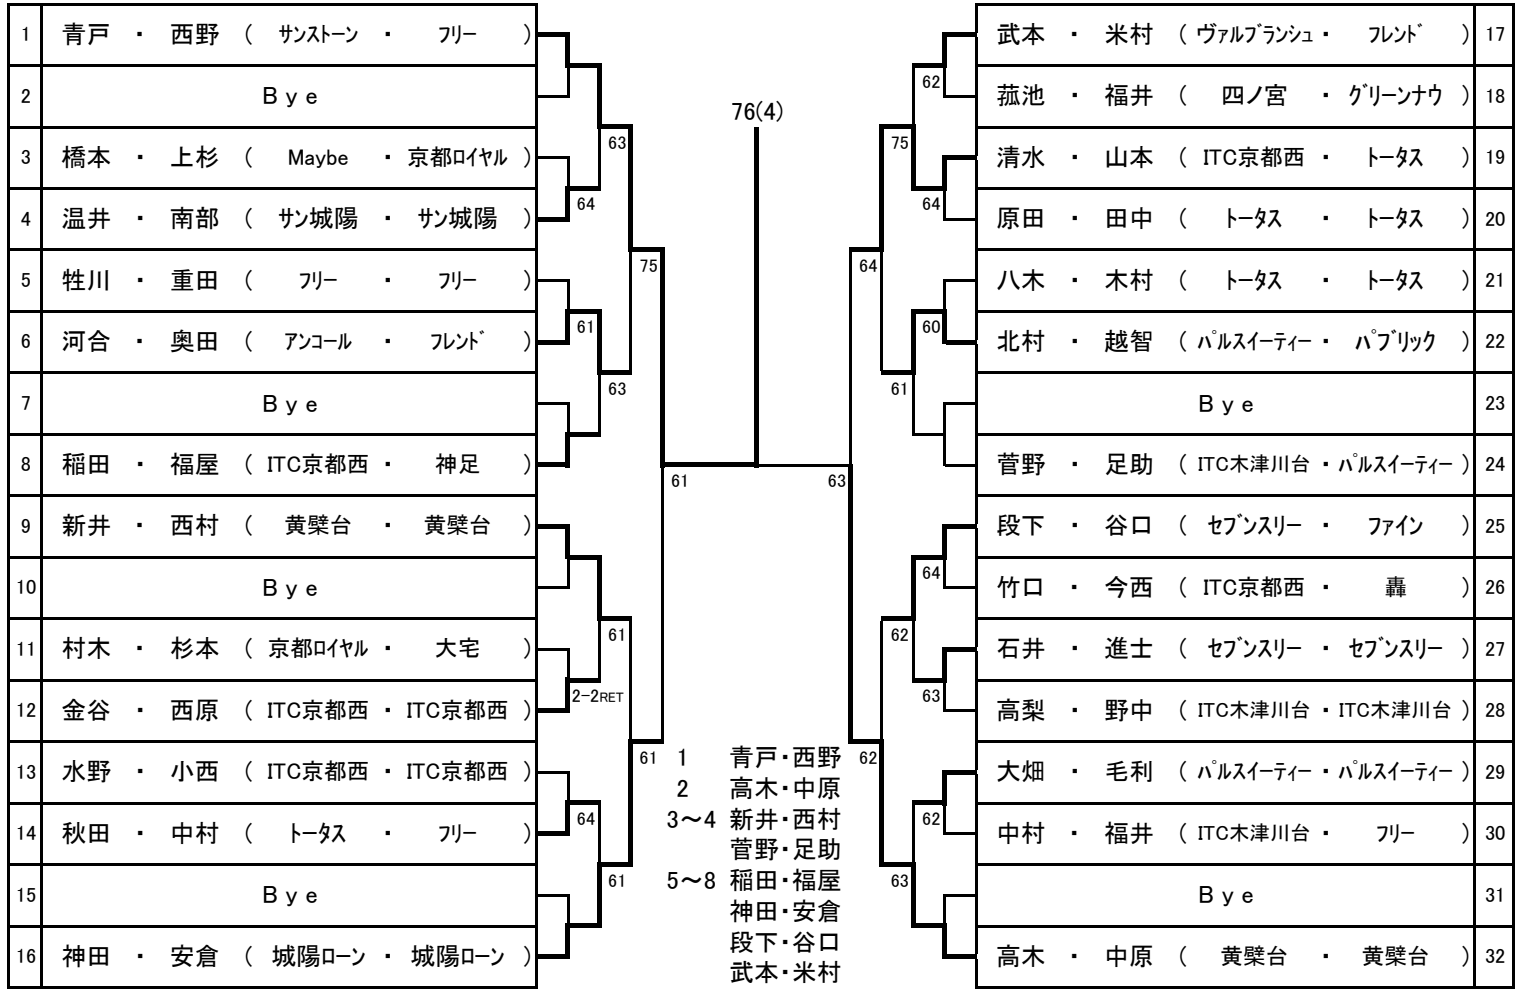 1 青戸 ・ 西野 ( サンストーン ・ フリー )
2 Bye
3 橋本 ・ 上杉 ( Maybe ・ 京都ロイヤル )
4 温井 ・ 南部 ( サン城陽 ・ サン城陽 )
5 牲川 ・ 重田 ( フリー ・ フリー )
6 河合 ・ 奥田 ( アンコール ・ フレンド )
7 Bye
8 稲田 ・ 福屋 ( ITC京都西 ・ 神足 )
9 新井 ・ 西村 ( 黄檗台 ・ 黄檗台 )
10 Bye
11 村木 ・ 杉本 ( 京都ロイヤル ・ 大宅 )
12 金谷 ・ 西原 ( ITC京都西 ・ ITC京都西 )
13 水野 ・ 小西 ( ITC京都西 ・ ITC京都西 )
14 秋田 ・ 中村 ( トータス ・ フリー )
15 Bye
16 神田 ・ 安倉 ( 城陽ローン ・ 城陽ローン )
63
64
61
63
61
2-2RET
64
61
75
61
61
76(4)
63
64
62
75
61
62
63
62
64
60
64
63
62
1 青戸・西野
2 高木・中原
3～4 新井・西村
菅野・足助
5～8 稲田・福屋
神田・安倉
段下・谷口
武本・米村
武本 ・ 米村 ( ヴァルブランシュ ・ フレンド ) 17
菰池 ・ 福井 ( 四ノ宮 ・ グリーンナウ ) 18
清水 ・ 山本 ( ITC京都西 ・ トータス ) 19
原田 ・ 田中 ( トータス ・ トータス ) 20
八木 ・ 木村 ( トータス ・ トータス ) 21
北村 ・ 越智 ( パルスイーティー ・ パブリック ) 22
Bye 23
菅野 ・ 足助 ( ITC木津川台 ・ パルスイーティー ) 24
段下 ・ 谷口 ( セブンスリー ・ ファイン ) 25
竹口 ・ 今西 ( ITC京都西 ・ 轟 ) 26
石井 ・ 進士 ( セブンスリー ・ セブンスリー ) 27
高梨 ・ 野中 ( ITC木津川台 ・ ITC木津川台 ) 28
大畑 ・ 毛利 ( パルスイーティー ・ パルスイーティー ) 29
中村 ・ 福井 ( ITC木津川台 ・ フリー ) 30
Bye 31
高木 ・ 中原 ( 黄檗台 ・ 黄檗台 ) 32